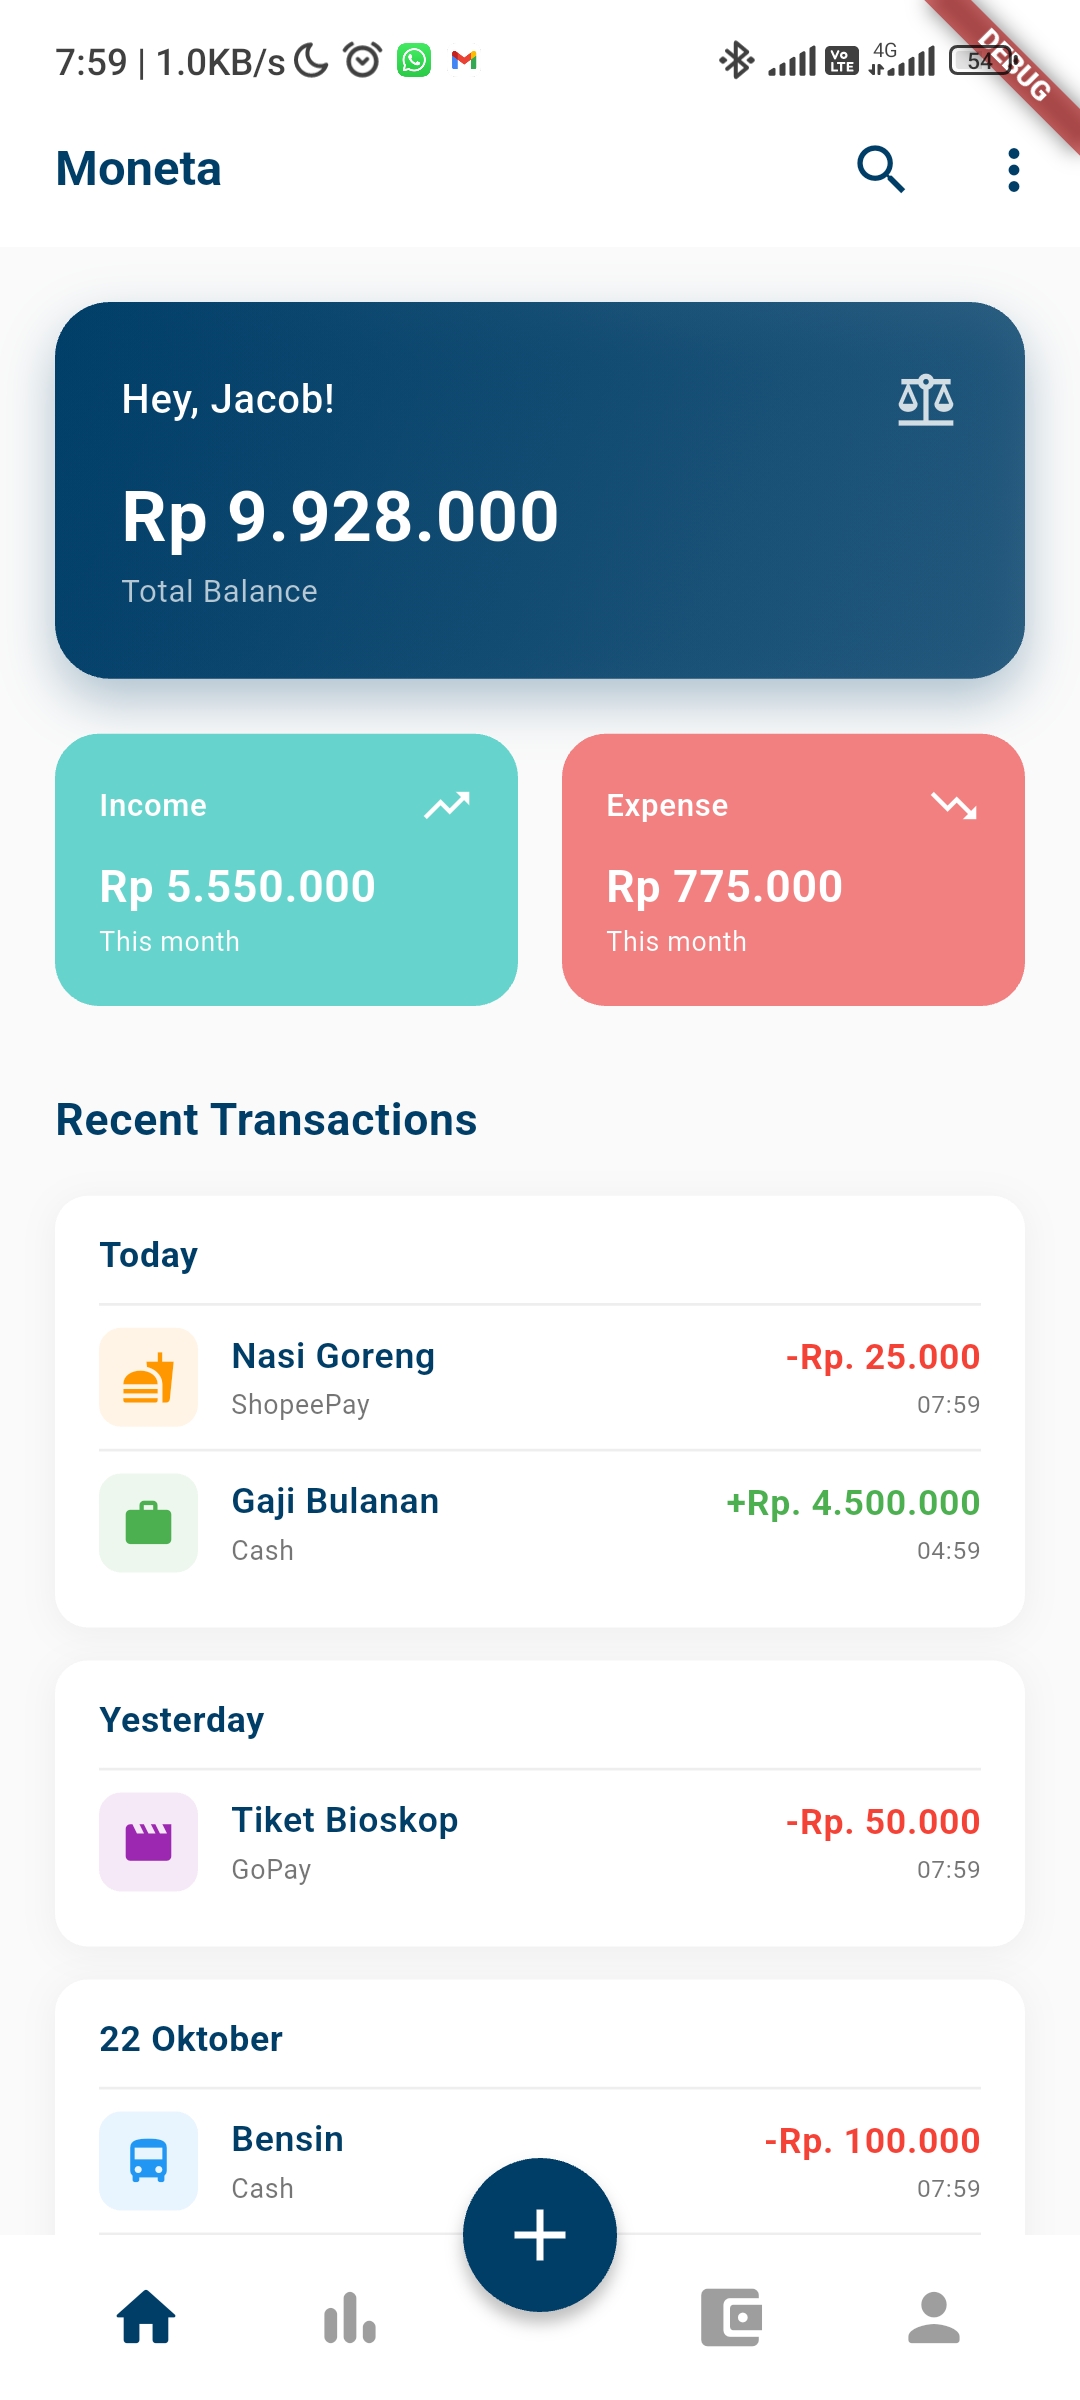 7:59 | 1.0KB/s
Vo LTE
4G
54
DEBUG
Moneta
Hey, Jacob!
Rp 9.928.000
Total Balance
Income
Rp 5.550.000
This month
Expense
Rp 775.000
This month
Recent Transactions
Today
Nasi Goreng
-Rp. 25.000
ShopeePay
07:59
Gaji Bulanan
+Rp. 4.500.000
Cash
04:59
Yesterday
Tiket Bioskop
-Rp. 50.000
GoPay
07:59
22 Oktober
Bensin
-Rp. 100.000
Cash
07:59